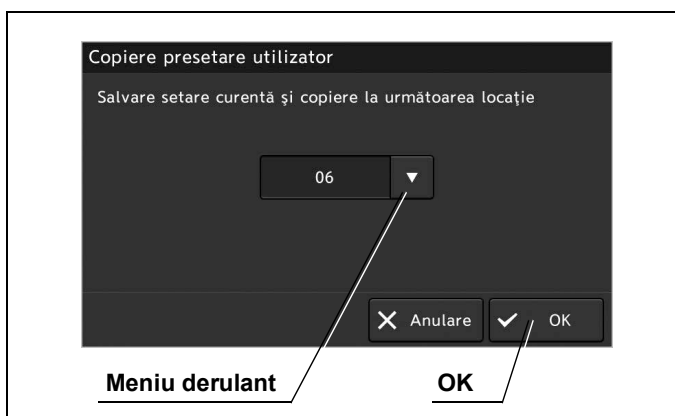 Copiere presetare utilizator
Salvare setare curentă şi copiere la următoarea locaţie
06
Anulare
OK
Meniu derulant
OK